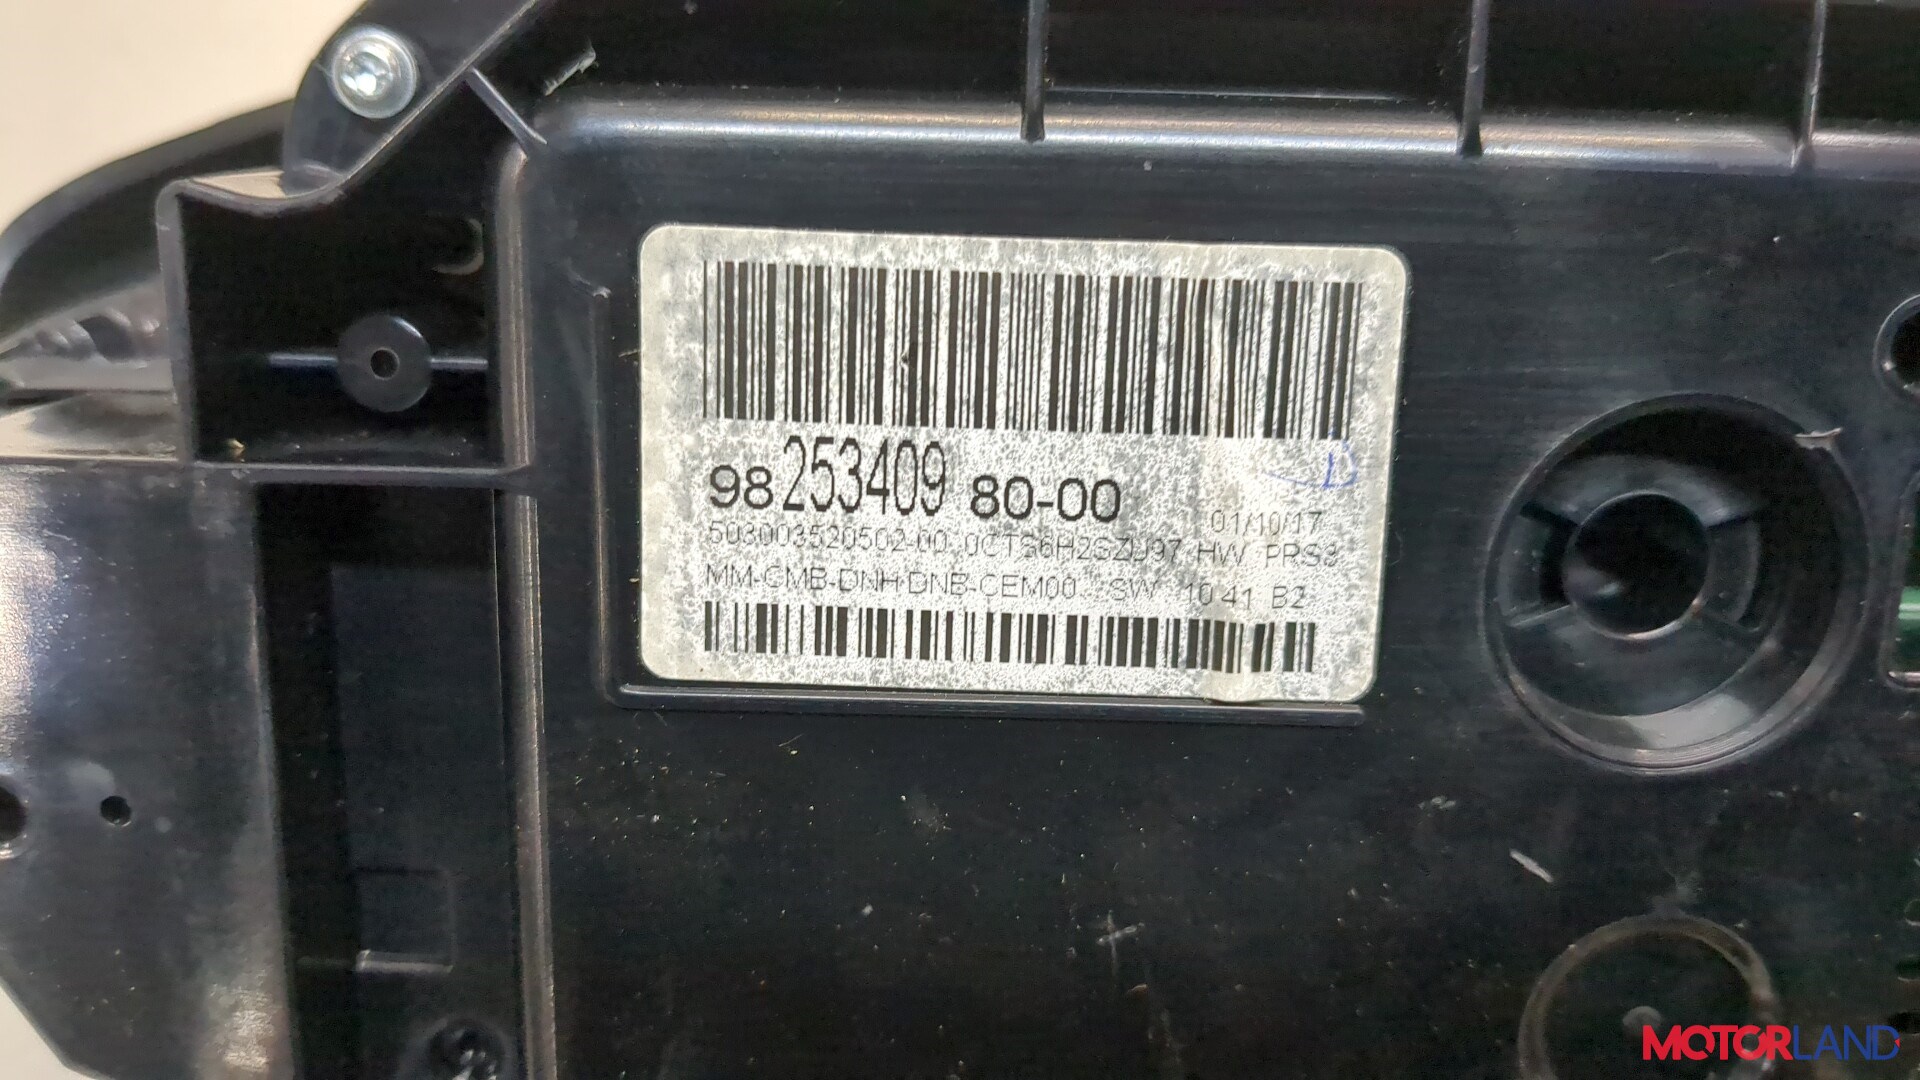 98 253409 80-00
01/10/17
503003520502-00 0CTS6H2SZU97 HW PRS3
MM-CMB-DNH DNB-CEM00 SW 10 41 B2
MOTORLAND